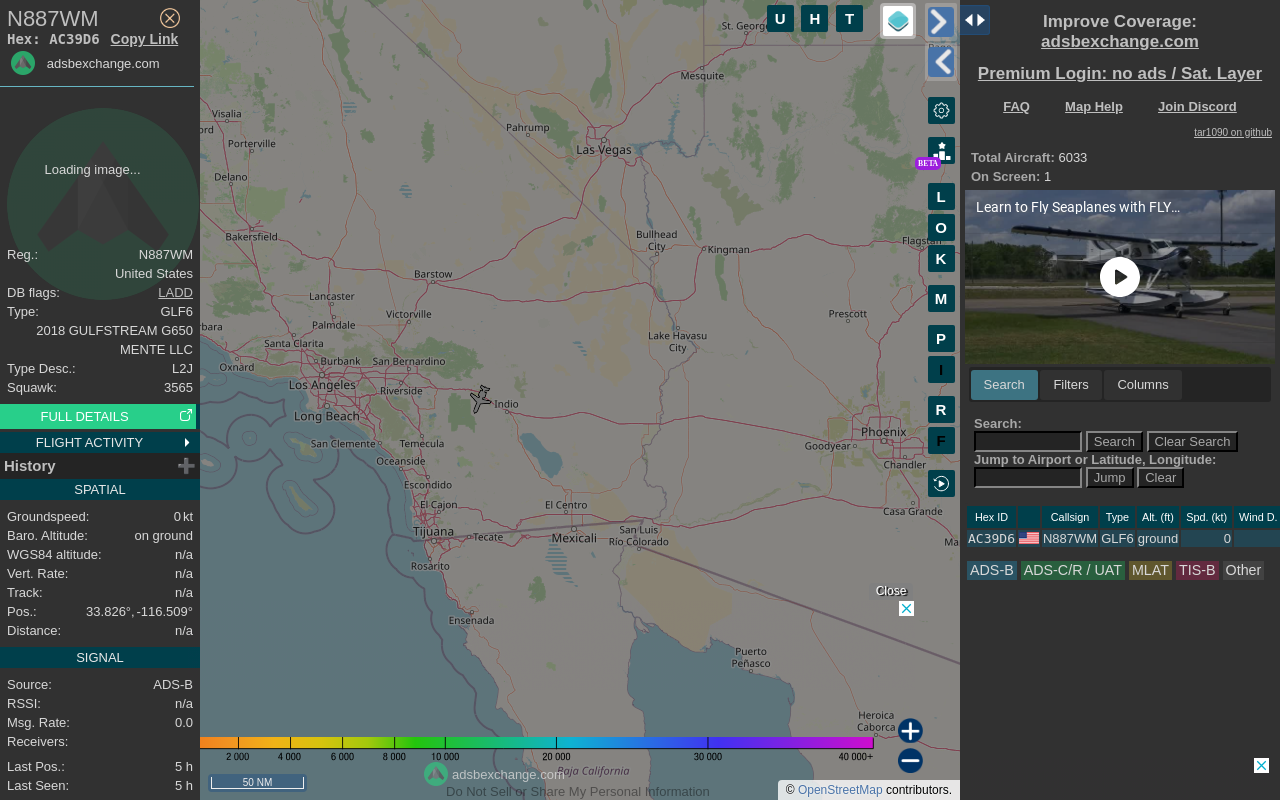 N887WM
Hex: AC39D6 Copy Link
adsbexchange.com
Loading image...
Reg.: N887WM
United States
DB flags: LADD
Type: GLF6
2018 GULFSTREAM G650
MENTE LLC
Type Desc.: L2J
Squawk: 3565
FULL DETAILS
FLIGHT ACTIVITY
History
SPATIAL
Groundspeed: 0 kt
Baro. Altitude: on ground
WGS84 altitude: n/a
Vert. Rate: n/a
Track: n/a
Pos.: 33.826°, -116.509°
Distance: n/a
SIGNAL
Source: ADS-B
RSSI: n/a
Msg. Rate: 0.0
Receivers:
Last Pos.: 5 h
Last Seen: 5 h
U H T
St. George
Mesquite
Visalia
ord
Porterville
Pahrump
Las Vegas
Delano
BETA
L
O
K
M
P
I
R
F
Bakersfield
Bullhead
City
Kingman
Flagstaff
Barstow
Lancaster
Victorville
Palmdale
Prescott
bara
Santa Clarita
Lake Havasu
City
Oxnard
Burbank
San Bernardino
Los Angeles
Riverside
Indio
Long Beach
Phoenix
San Clemente
Temecula
Goodyear
Oceanside
Chandler
Escondido
El Cajon
El Centro
Casa Grande
Tijuana
Tecate
Mexicali
San Luis
Río Colorado
Ma
Rosarito
Close
Ensenada
Puerto
Peñasco
Heroica
Caborca
2 000 4 000 6 000 8 000 10 000 20 000 30 000 40 000+
adsbexchange.com
Baja California
50 NM
Do Not Sell or Share My Personal Information
© OpenStreetMap contributors.
Improve Coverage:
adsbexchange.com
Premium Login: no ads / Sat. Layer
FAQ Map Help Join Discord
tar1090 on github
Total Aircraft: 6033
On Screen: 1
Learn to Fly Seaplanes with FLY...
Search Filters Columns
Search:
Search Clear Search
Jump to Airport or Latitude, Longitude:
Jump Clear
Hex ID Callsign Type Alt. (ft) Spd. (kt) Wind D.
AC39D6 N887WM GLF6 ground 0
ADS-B ADS-C/R / UAT MLAT TIS-B Other